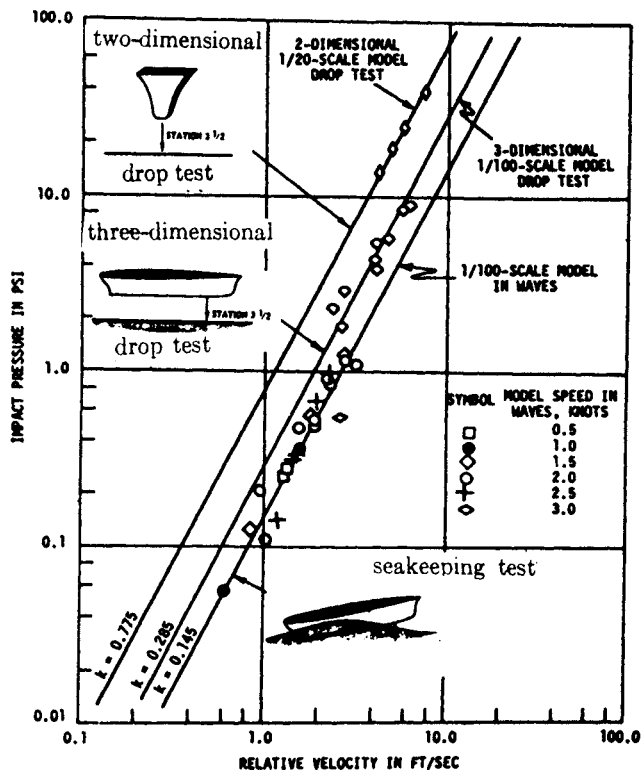 100.0
10.0
1.0
0.1
0.01
IMPACT PRESSURE IN PSI
two-dimensional
STATION 3 1/2
drop test
three-dimensional
STATION 3 1/2
drop test
2-DIMENSIONAL
1/20-SCALE MODEL
DROP TEST
3-DIMENSIONAL
1/100-SCALE MODEL
DROP TEST
1/100-SCALE MODEL
IN WAVES
SYMBOL MODEL SPEED IN
WAVES, KNOTS
0.5
1.0
1.5
2.0
2.5
3.0
seakeeping test
k = 0.775
k = 0.285
k = 0.145
0.1 1.0 10.0 100.0
RELATIVE VELOCITY IN FT/SEC